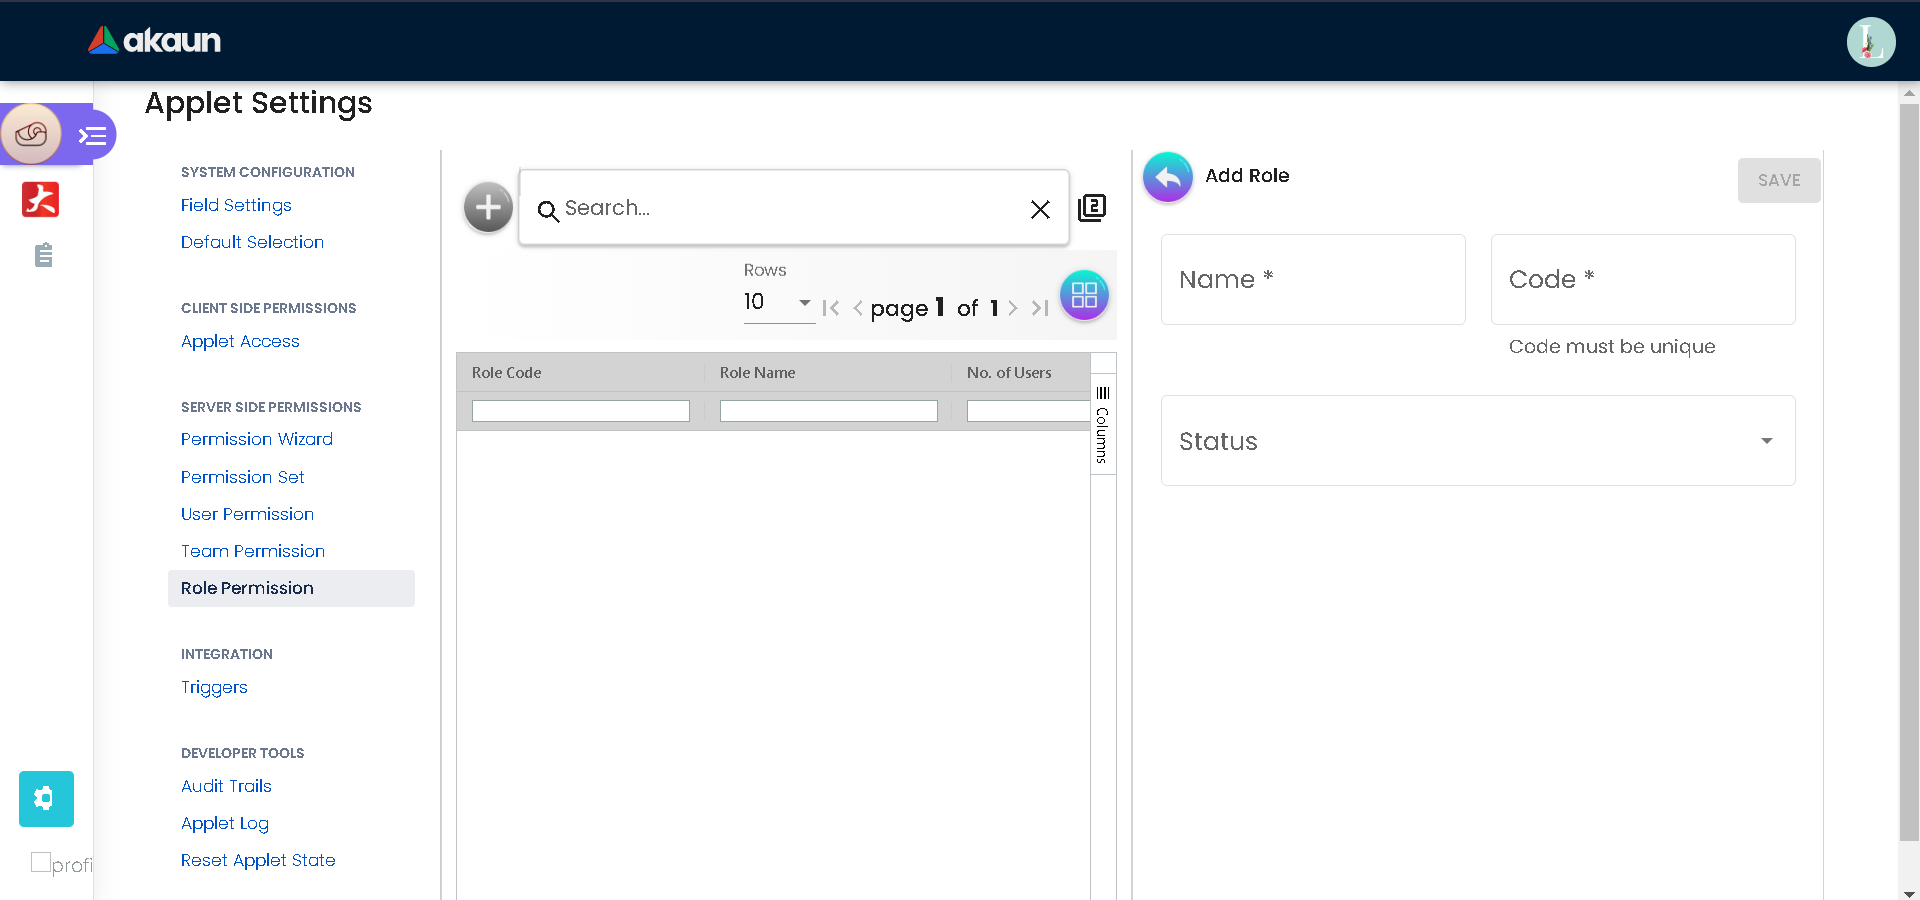 akaun
L
Applet Settings
SYSTEM CONFIGURATION
Field Settings
Default Selection
CLIENT SIDE PERMISSIONS
Applet Access
SERVER SIDE PERMISSIONS
Permission Wizard
Permission Set
User Permission
Team Permission
Role Permission
INTEGRATION
Triggers
DEVELOPER TOOLS
Audit Trails
Applet Log
Reset Applet State
profi
Search...
2
Rows
10
page 1 of 1
Role Code
Role Name
No. of Users
Columns
Add Role
SAVE
Name *
Code *
Code must be unique
Status